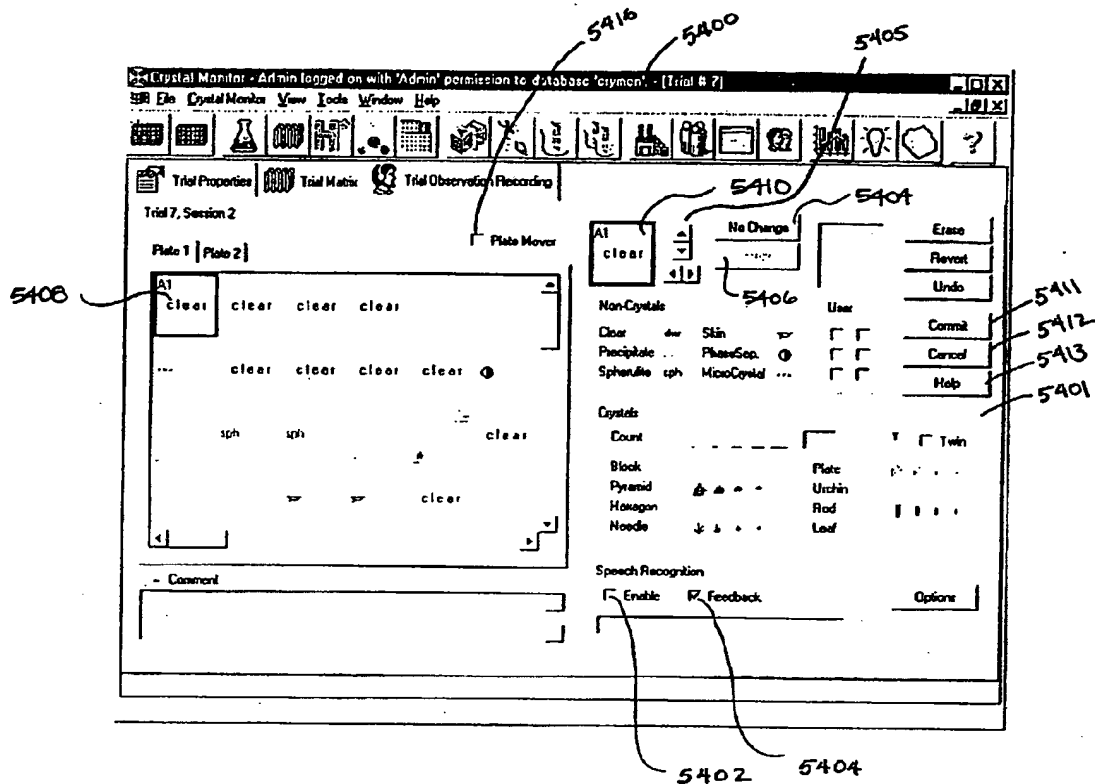 5416
5400
5405
Crystal Monitor - Admin logged on with 'Admin' permission to database 'crymon'. - [Trial # 7]
File Crystal Monitor View Tools Window Help
Trial Properties Trial Matrix Trial Observation Recording
5410
5404
Trial 7, Session 2
Plate Mover
Plate 1 Plate 2
A1
clear
No Change
Erase
Revert
Undo
5408
A1
clear clear clear clear
5406
5411
Non-Crystals User
Commit
5412
Clear Skin
Cancel
5413
Precipitate PhaseSep.
Help
Spherulite sph MicroCrystal
5401
clear clear clear clear
sph sph clear
clear
Crystals
Count Twin
Block Plate
Pyramid Urchin
Hexagon Rod
Needle Leaf
Comment
Speech Recognition
Enable Feedback Options
5402
5404